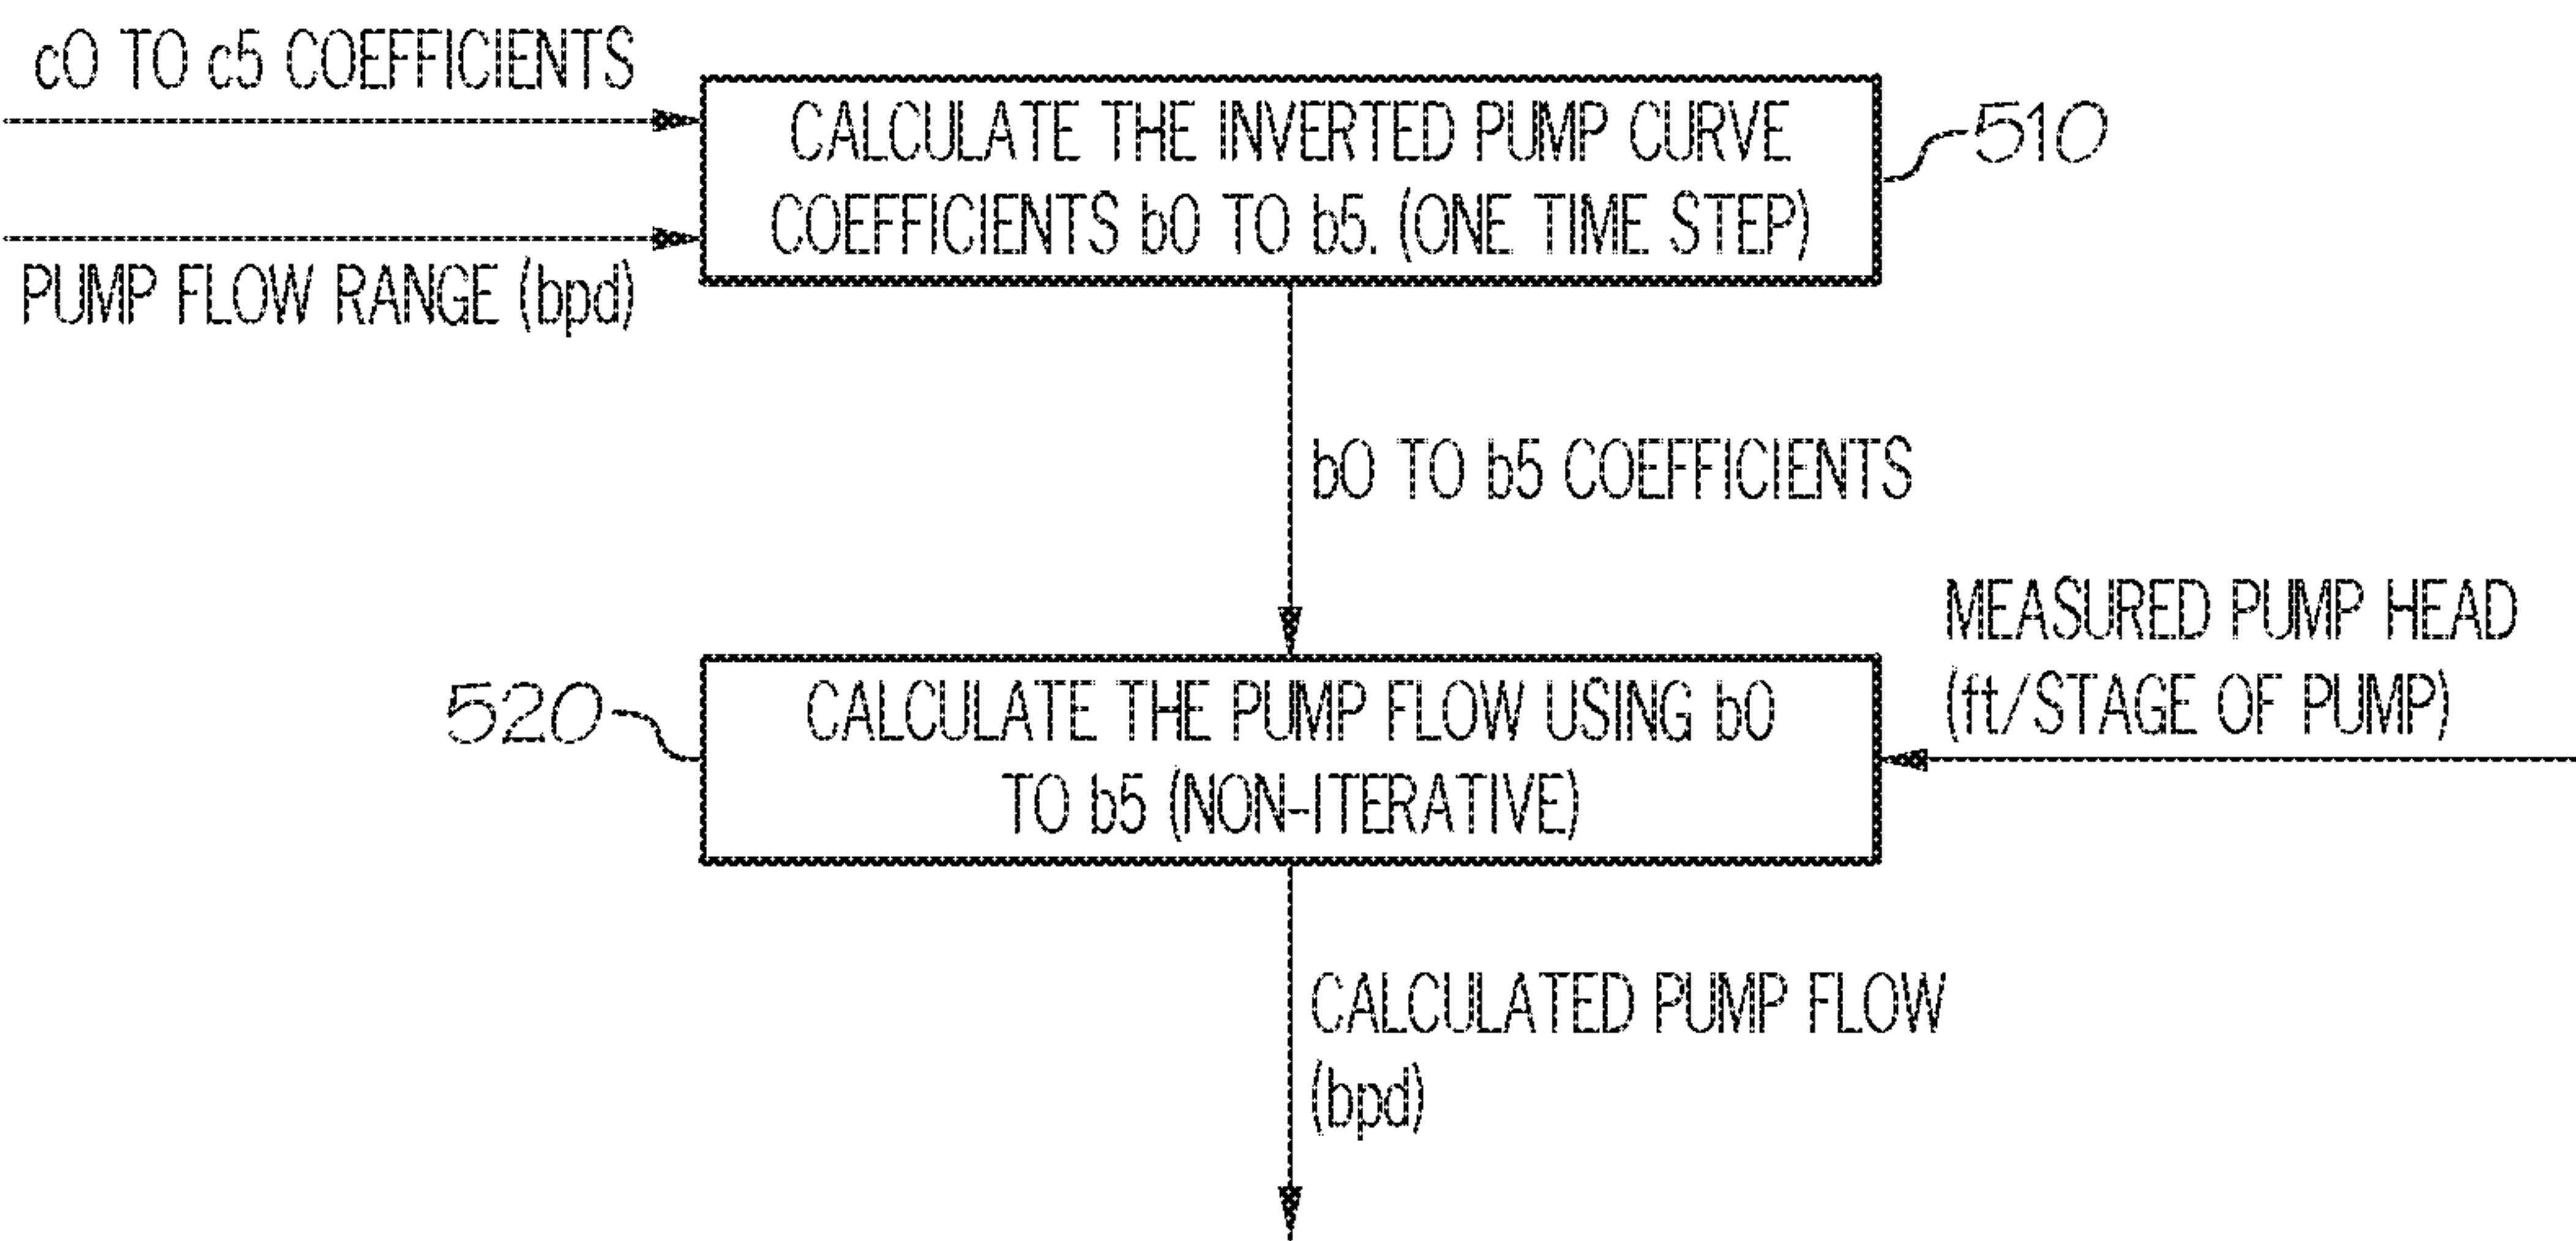 c0 TO c5 COEFFICIENTS
CALCULATE THE INVERTED PUMP CURVE
COEFFICIENTS b0 TO b5. (ONE TIME STEP)
510
PUMP FLOW RANGE (bpd)
b0 TO b5 COEFFICIENTS
MEASURED PUMP HEAD
(ft/STAGE OF PUMP)
520
CALCULATE THE PUMP FLOW USING b0
TO b5 (NON-ITERATIVE)
CALCULATED PUMP FLOW
(bpd)